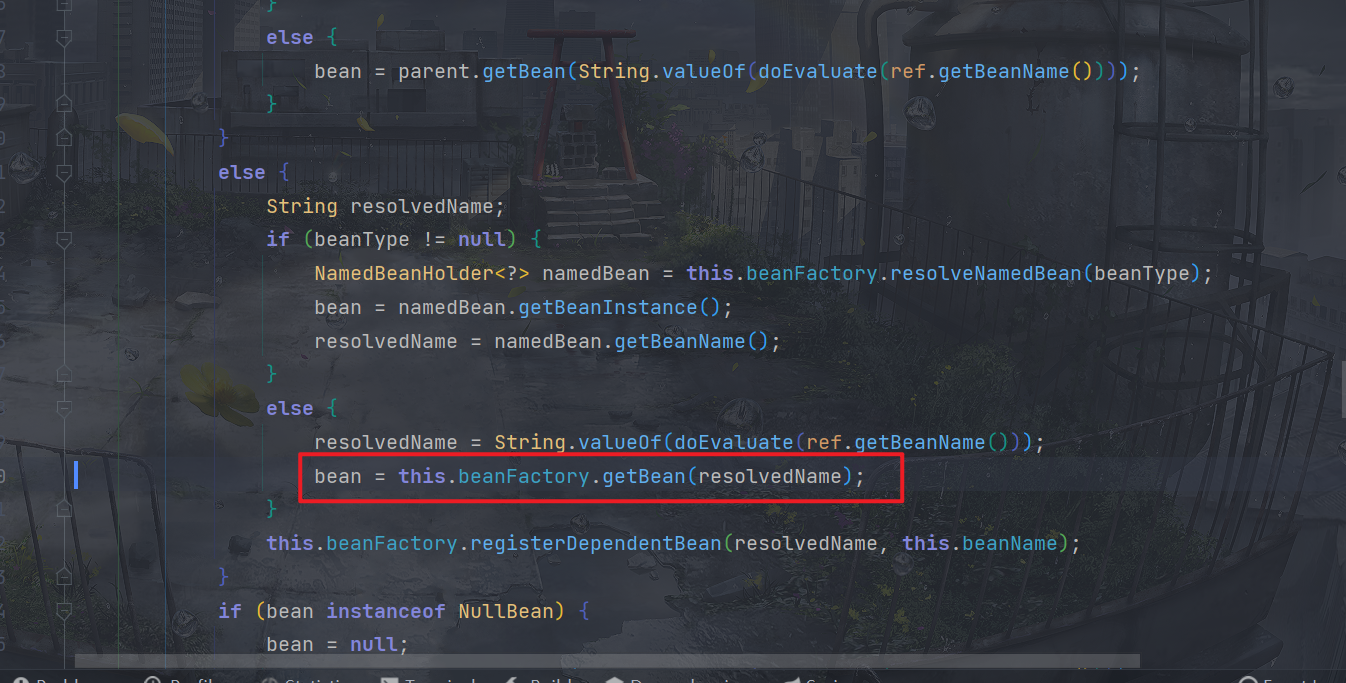 }
else {
bean = parent.getBean(String.valueOf(doEvaluate(ref.getBeanName())));
}
}
else {
String resolvedName;
if (beanType != null) {
NamedBeanHolder<?> namedBean = this.beanFactory.resolveNamedBean(beanType);
bean = namedBean.getBeanInstance();
resolvedName = namedBean.getBeanName();
}
else {
resolvedName = String.valueOf(doEvaluate(ref.getBeanName()));
bean = this.beanFactory.getBean(resolvedName);
}
this.beanFactory.registerDependentBean(resolvedName, this.beanName);
}
if (bean instanceof NullBean) {
bean = null;